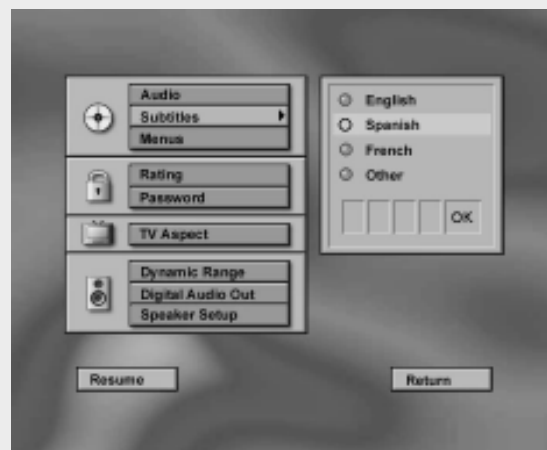 Audio
Subtitles
Menus
Rating
Password
TV Aspect
Dynamic Range
Digital Audio Out
Speaker Setup
English
Spanish
French
Other
OK
Resume
Return